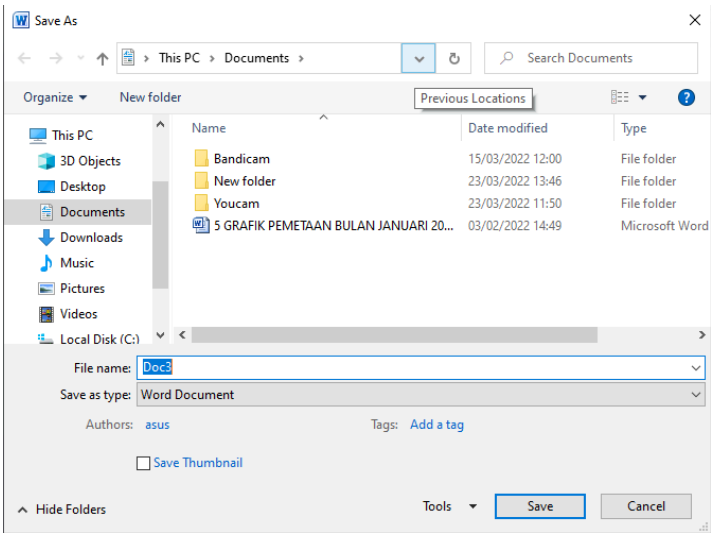 Save As
This PC > Documents >
Search Documents
Organize
New folder
Previous Locations
?
This PC
3D Objects
Desktop
Documents
Downloads
Music
Pictures
Videos
Local Disk (C:)
Name Date modified Type
Bandicam 15/03/2022 12:00 File folder
New folder 23/03/2022 13:46 File folder
Youcam 23/03/2022 11:50 File folder
5 GRAFIK PEMETAAN BULAN JANUARI 20... 03/02/2022 14:49 Microsoft Word
File name: Doc3
Save as type: Word Document
Authors: asus Tags: Add a tag
Save Thumbnail
Hide Folders
Tools Save Cancel